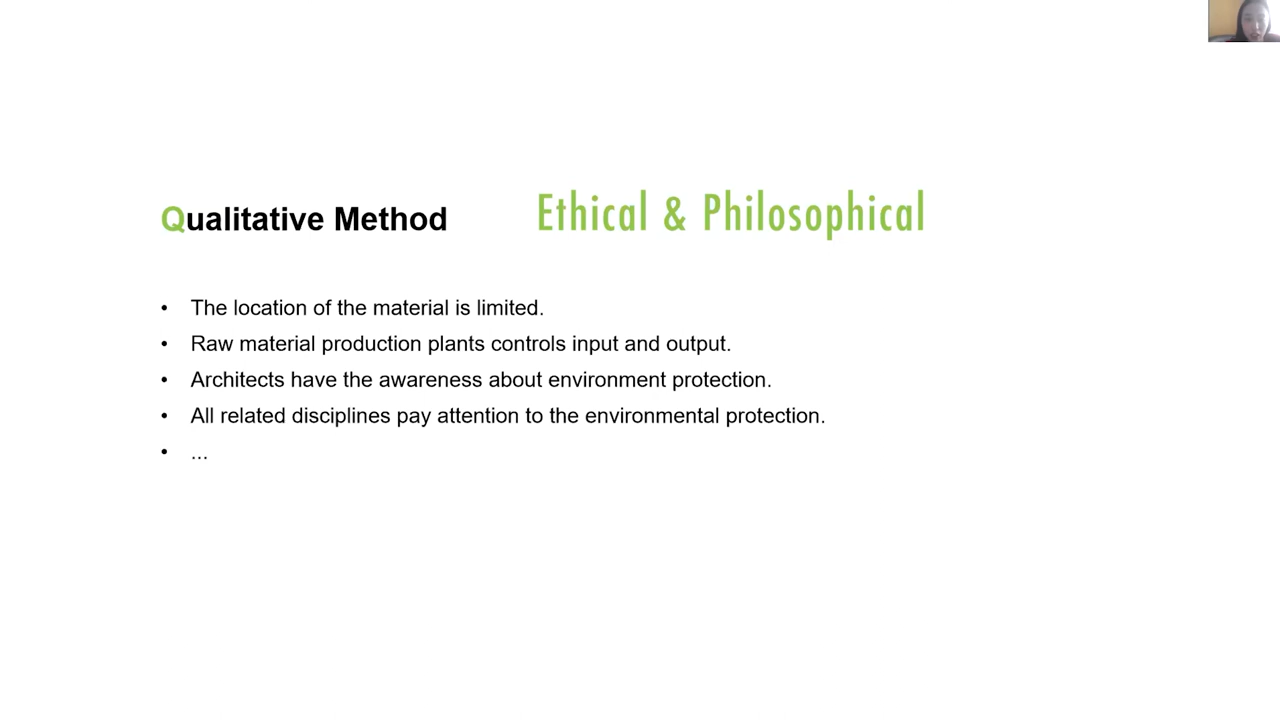 Qualitative Method Ethical & Philosophical
• The location of the material is limited.
• Raw material production plants controls input and output.
• Architects have the awareness about environment protection.
• All related disciplines pay attention to the environmental protection.
• ...